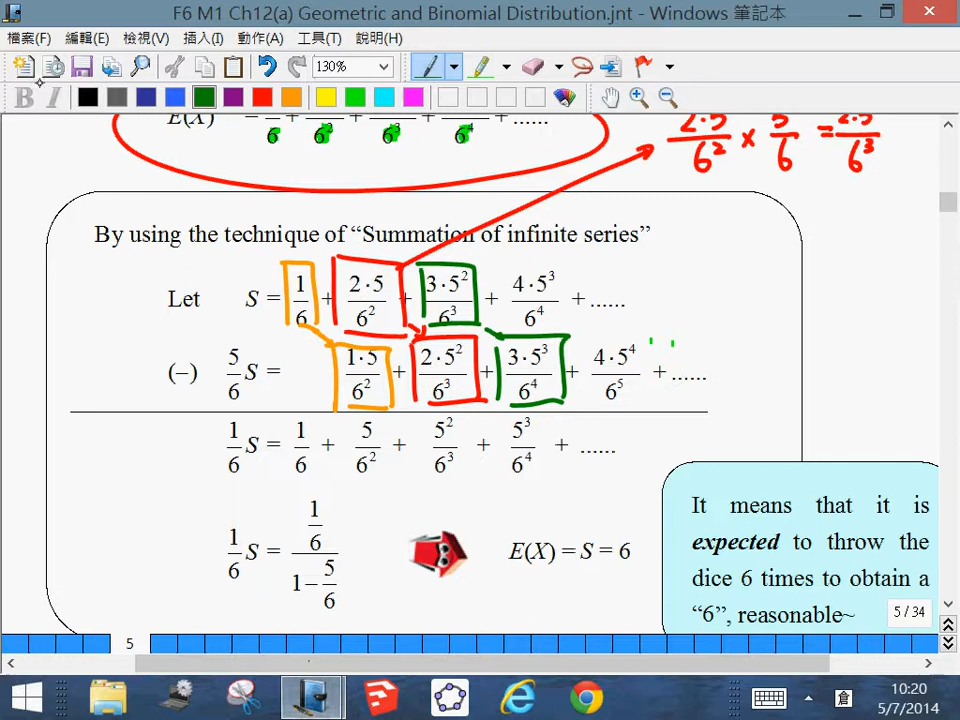 F6 M1 Ch12(a) Geometric and Binomial Distribution.jnt - Windows 筆記本
檔案(F) 編輯(E) 檢視(V) 插入(I) 動作(A) 工具(T) 說明(H)
130%
B I
E(X) = /6 + /6² + /6³ + /6⁴ + ......
2·5/6² × 5/6 = 2·5/6³
By using the technique of “Summation of infinite series”
Let S = 1/6 + 2·5/6² + 3·5²/6³ + 4·5³/6⁴ + ......
(−) 5/6 S = 1·5/6² + 2·5²/6³ + 3·5³/6⁴ + 4·5⁴/6⁵ + ......
1/6 S = 1/6 + 5/6² + 5²/6³ + 5³/6⁴ + ......
1/6 S = (1/6)/(1−5/6)
E(X) = S = 6
It means that it is
expected to throw the
dice 6 times to obtain a
“6”, reasonable~
5 / 34
5
倉
10:20
5/7/2014